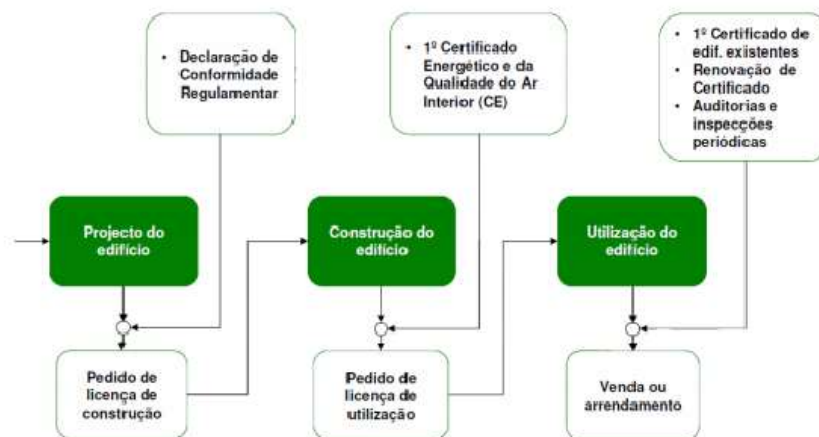 • Declaração de
Conformidade
Regulamentar
• 1º Certificado
Energético e da
Qualidade do Ar
Interior (CE)
• 1º Certificado de
edif. existentes
• Renovação de
Certificado
• Auditorias e
inspecções
periódicas
Projecto do
edifício
Construção do
edifício
Utilização do
edifício
Pedido de
licença de
construção
Pedido de
licença de
utilização
Venda ou
arrendamento